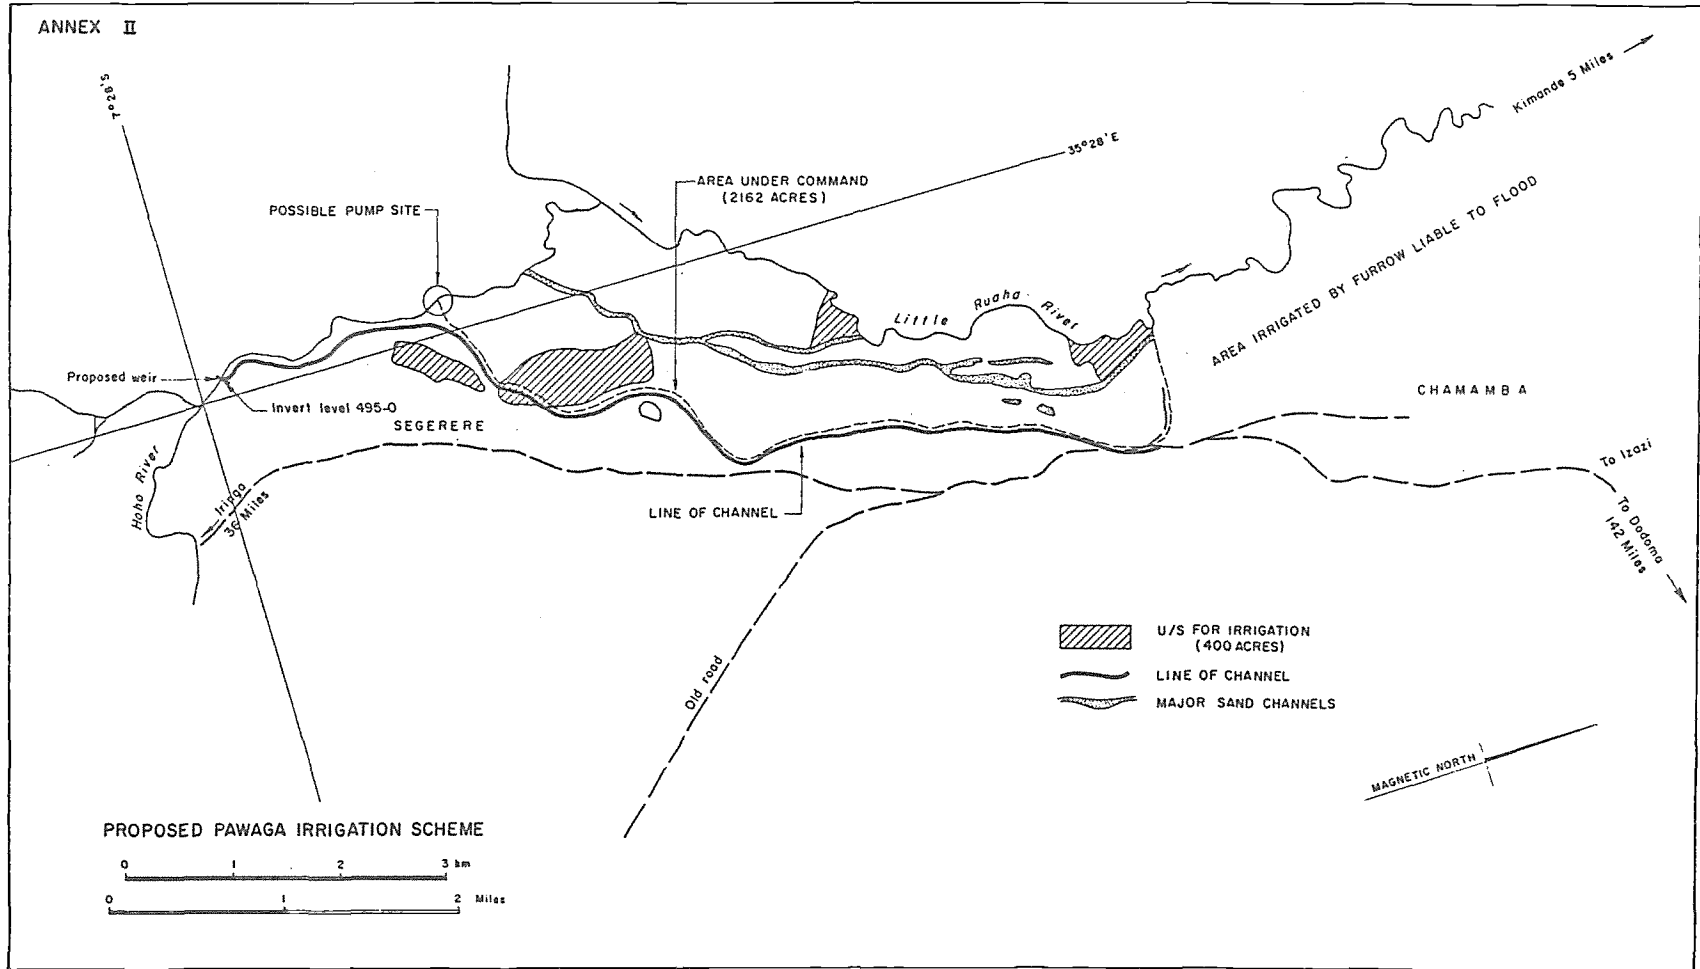 ANNEX II
7°28'S
Kimande 5 Miles
35°28'E
AREA UNDER COMMAND
(2162 ACRES)
POSSIBLE PUMP SITE
AREA IRRIGATED BY FURROW LIABLE TO FLOOD
Little Ruaha River
Proposed weir
Invert level 495-0
SEGERERE
CHAMAMBA
Hoho River
Iringa
36 Miles
LINE OF CHANNEL
To Izazi
To Dodoma
142 Miles
Old road
U/S FOR IRRIGATION
(400 ACRES)
LINE OF CHANNEL
MAJOR SAND CHANNELS
MAGNETIC NORTH
PROPOSED PAWAGA IRRIGATION SCHEME
0 1 2 3 km
0 1 2 Miles